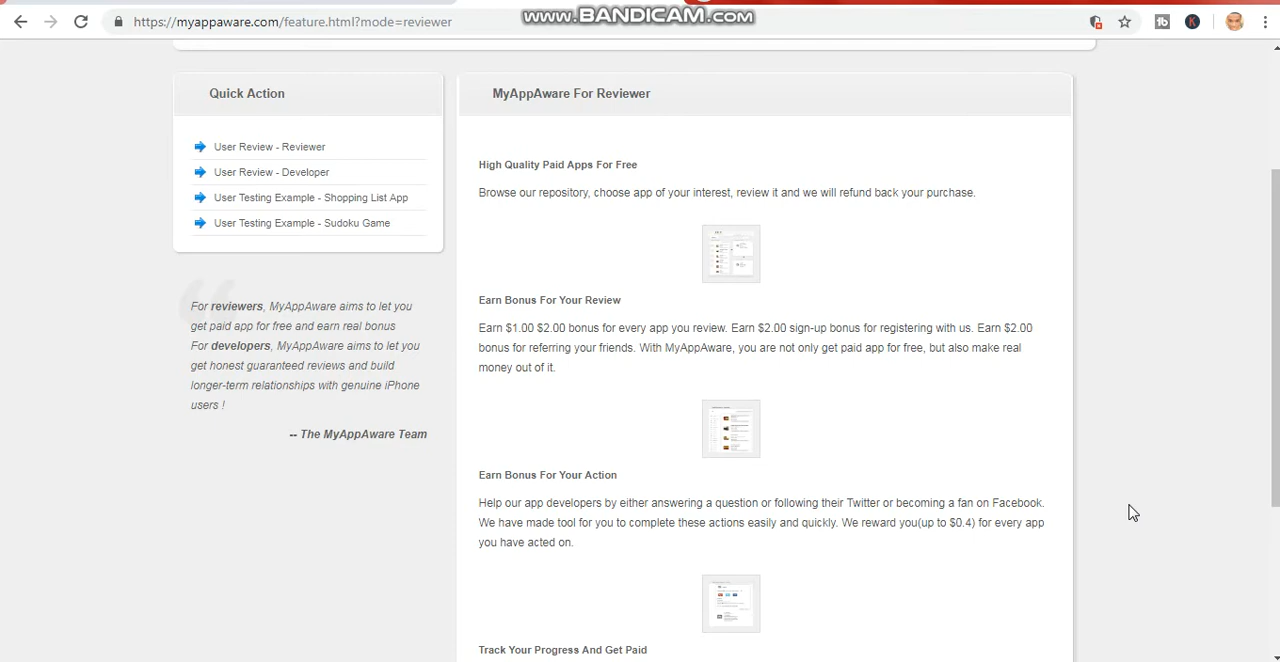 https://myappaware.com/feature.html?mode=reviewer
www.BANDICAM.com
Quick Action
User Review - Reviewer
User Review - Developer
User Testing Example - Shopping List App
User Testing Example - Sudoku Game
For reviewers, MyAppAware aims to let you
get paid app for free and earn real bonus
For developers, MyAppAware aims to let you
get honest guaranteed reviews and build
longer-term relationships with genuine iPhone
users !
-- The MyAppAware Team
MyAppAware For Reviewer
High Quality Paid Apps For Free
Browse our repository, choose app of your interest, review it and we will refund back your purchase.
Earn Bonus For Your Review
Earn $1.00 $2.00 bonus for every app you review. Earn $2.00 sign-up bonus for registering with us. Earn $2.00
bonus for referring your friends. With MyAppAware, you are not only get paid app for free, but also make real
money out of it.
Earn Bonus For Your Action
Help our app developers by either answering a question or following their Twitter or becoming a fan on Facebook.
We have made tool for you to complete these actions easily and quickly. We reward you(up to $0.4) for every app
you have acted on.
Track Your Progress And Get Paid